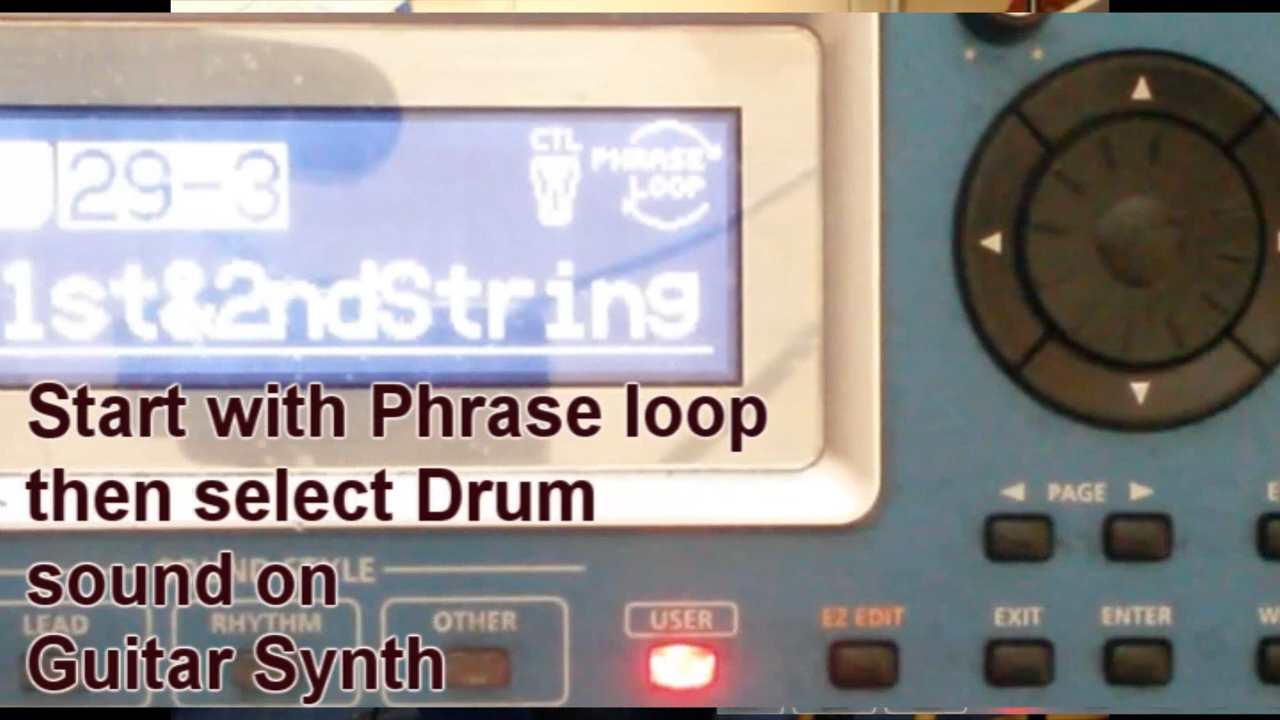 29-3
CTL
PHRASE
LOOP
1st&2ndString
Start with Phrase loop
then select Drum
sound on
Guitar Synth
PAGE
LEAD
RHYTHM
OTHER
USER
EZ EDIT
EXIT
ENTER